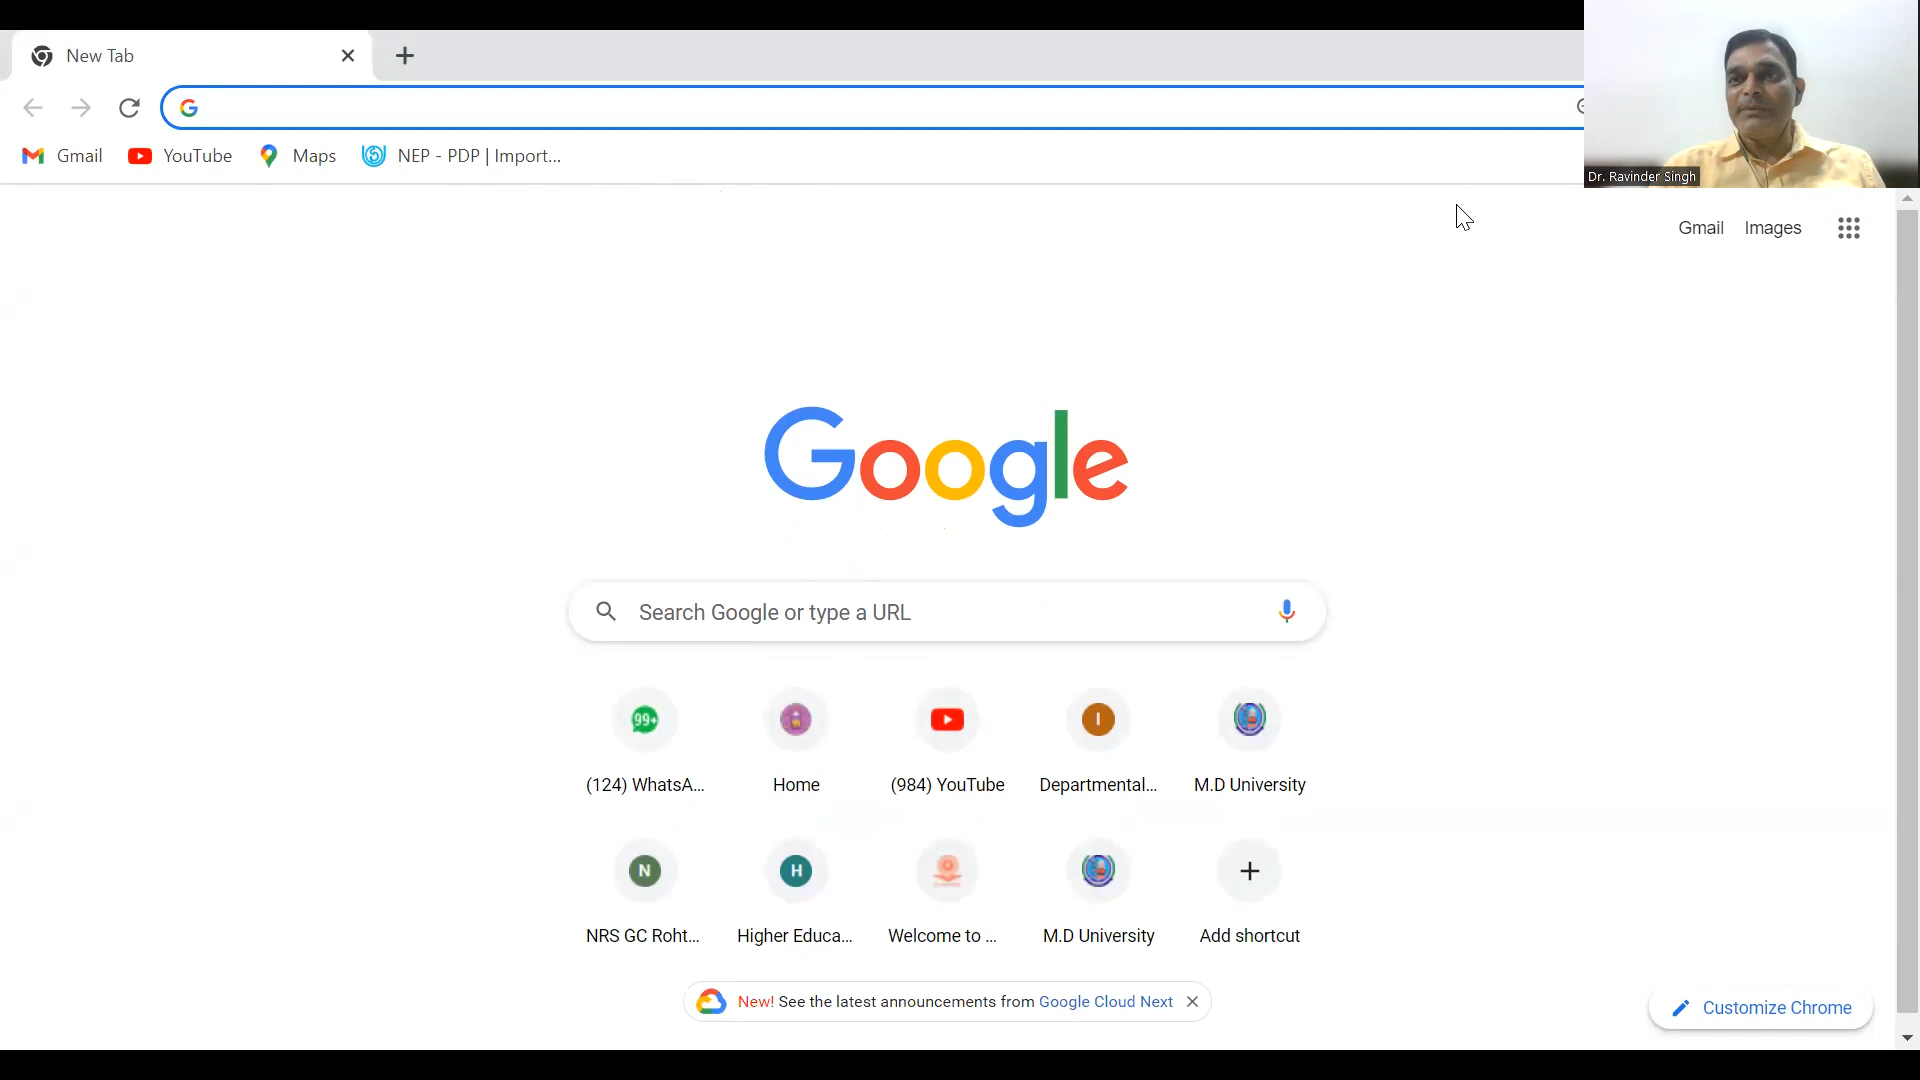 New Tab
Gmail YouTube Maps NEP - PDP | Import...
Dr. Ravinder Singh
Gmail Images
Google
Search Google or type a URL
99+ I
(124) WhatsA... Home (984) YouTube Departmental... M.D University
N H
NRS GC Roht... Higher Educa... Welcome to ... M.D University Add shortcut
New! See the latest announcements from Google Cloud Next
Customize Chrome